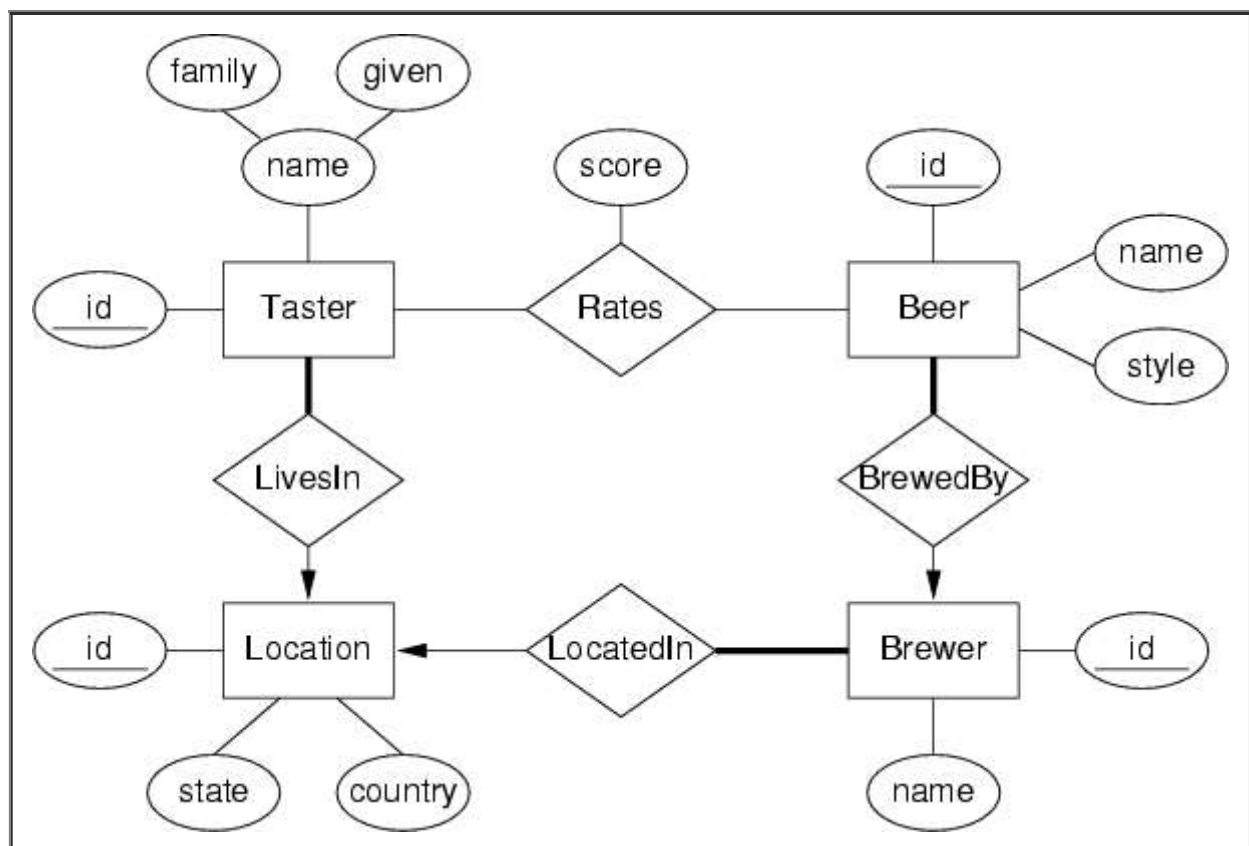 family
given
name
score
id
name
id
Taster
Rates
Beer
style
LivesIn
BrewedBy
id
Location
LocatedIn
Brewer
id
state
country
name